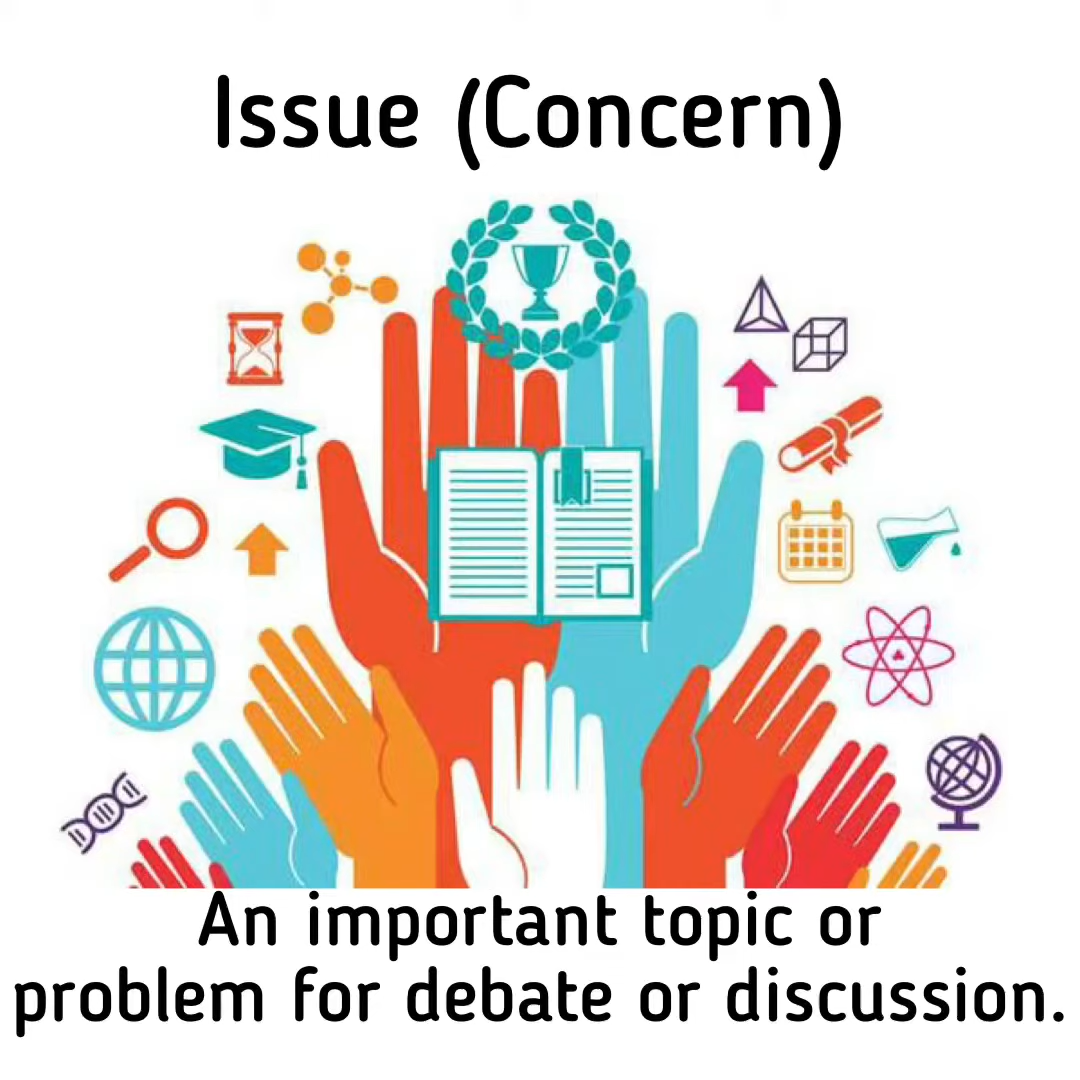 Issue (Concern)
An important topic or
problem for debate or discussion.